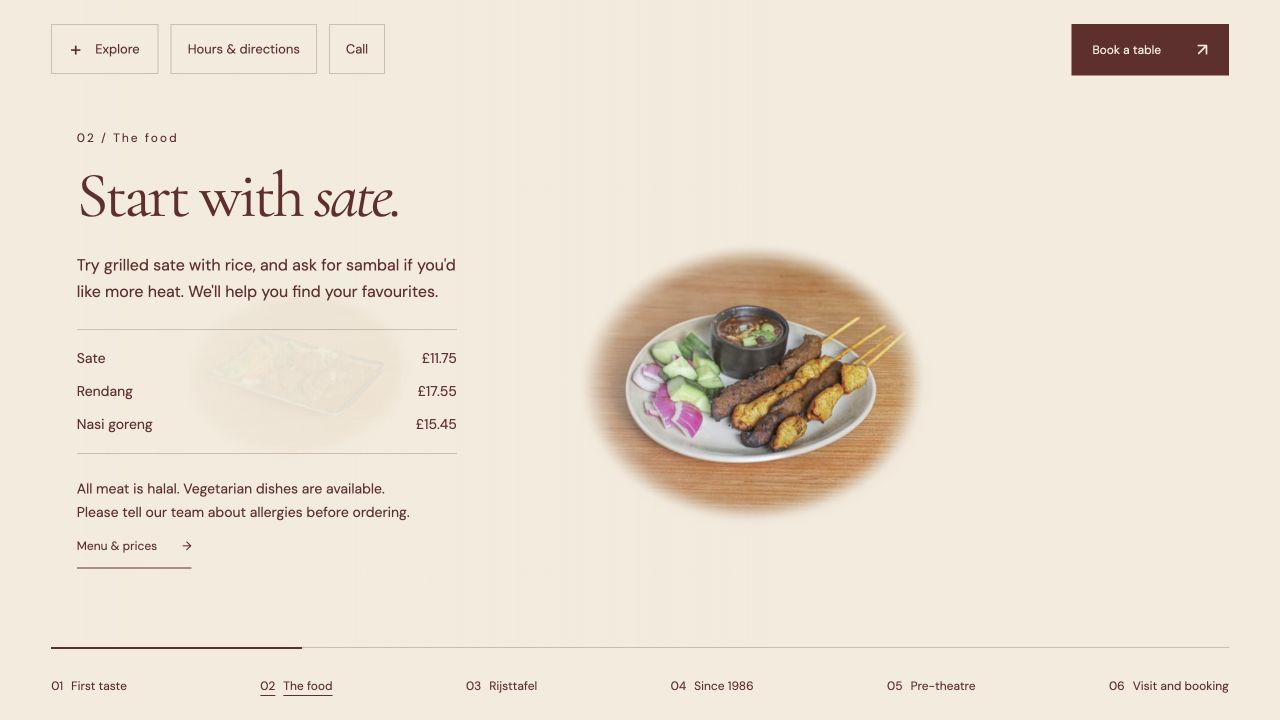 + Explore
Hours & directions
Call
Book a table
02 / The food
Start with sate.
Try grilled sate with rice, and ask for sambal if you'd
like more heat. We'll help you find your favourites.
Sate £11.75
Rendang £17.55
Nasi goreng £15.45
All meat is halal. Vegetarian dishes are available.
Please tell our team about allergies before ordering.
Menu & prices →
01 First taste
02 The food
03 Rijsttafel
04 Since 1986
05 Pre-theatre
06 Visit and booking